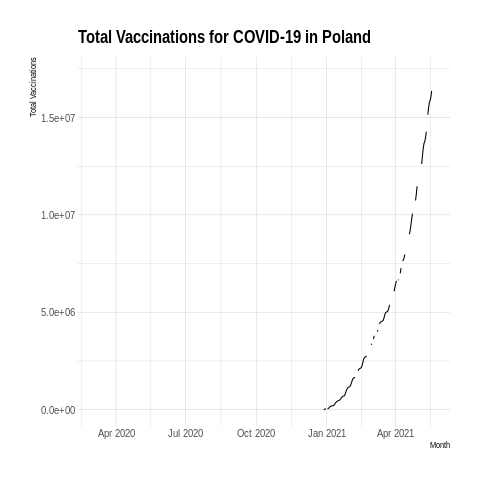 Total Vaccinations for COVID-19 in Poland
Total Vaccinations
1.5e+07
1.0e+07
5.0e+06
0.0e+00
Apr 2020 Jul 2020 Oct 2020 Jan 2021 Apr 2021
Month